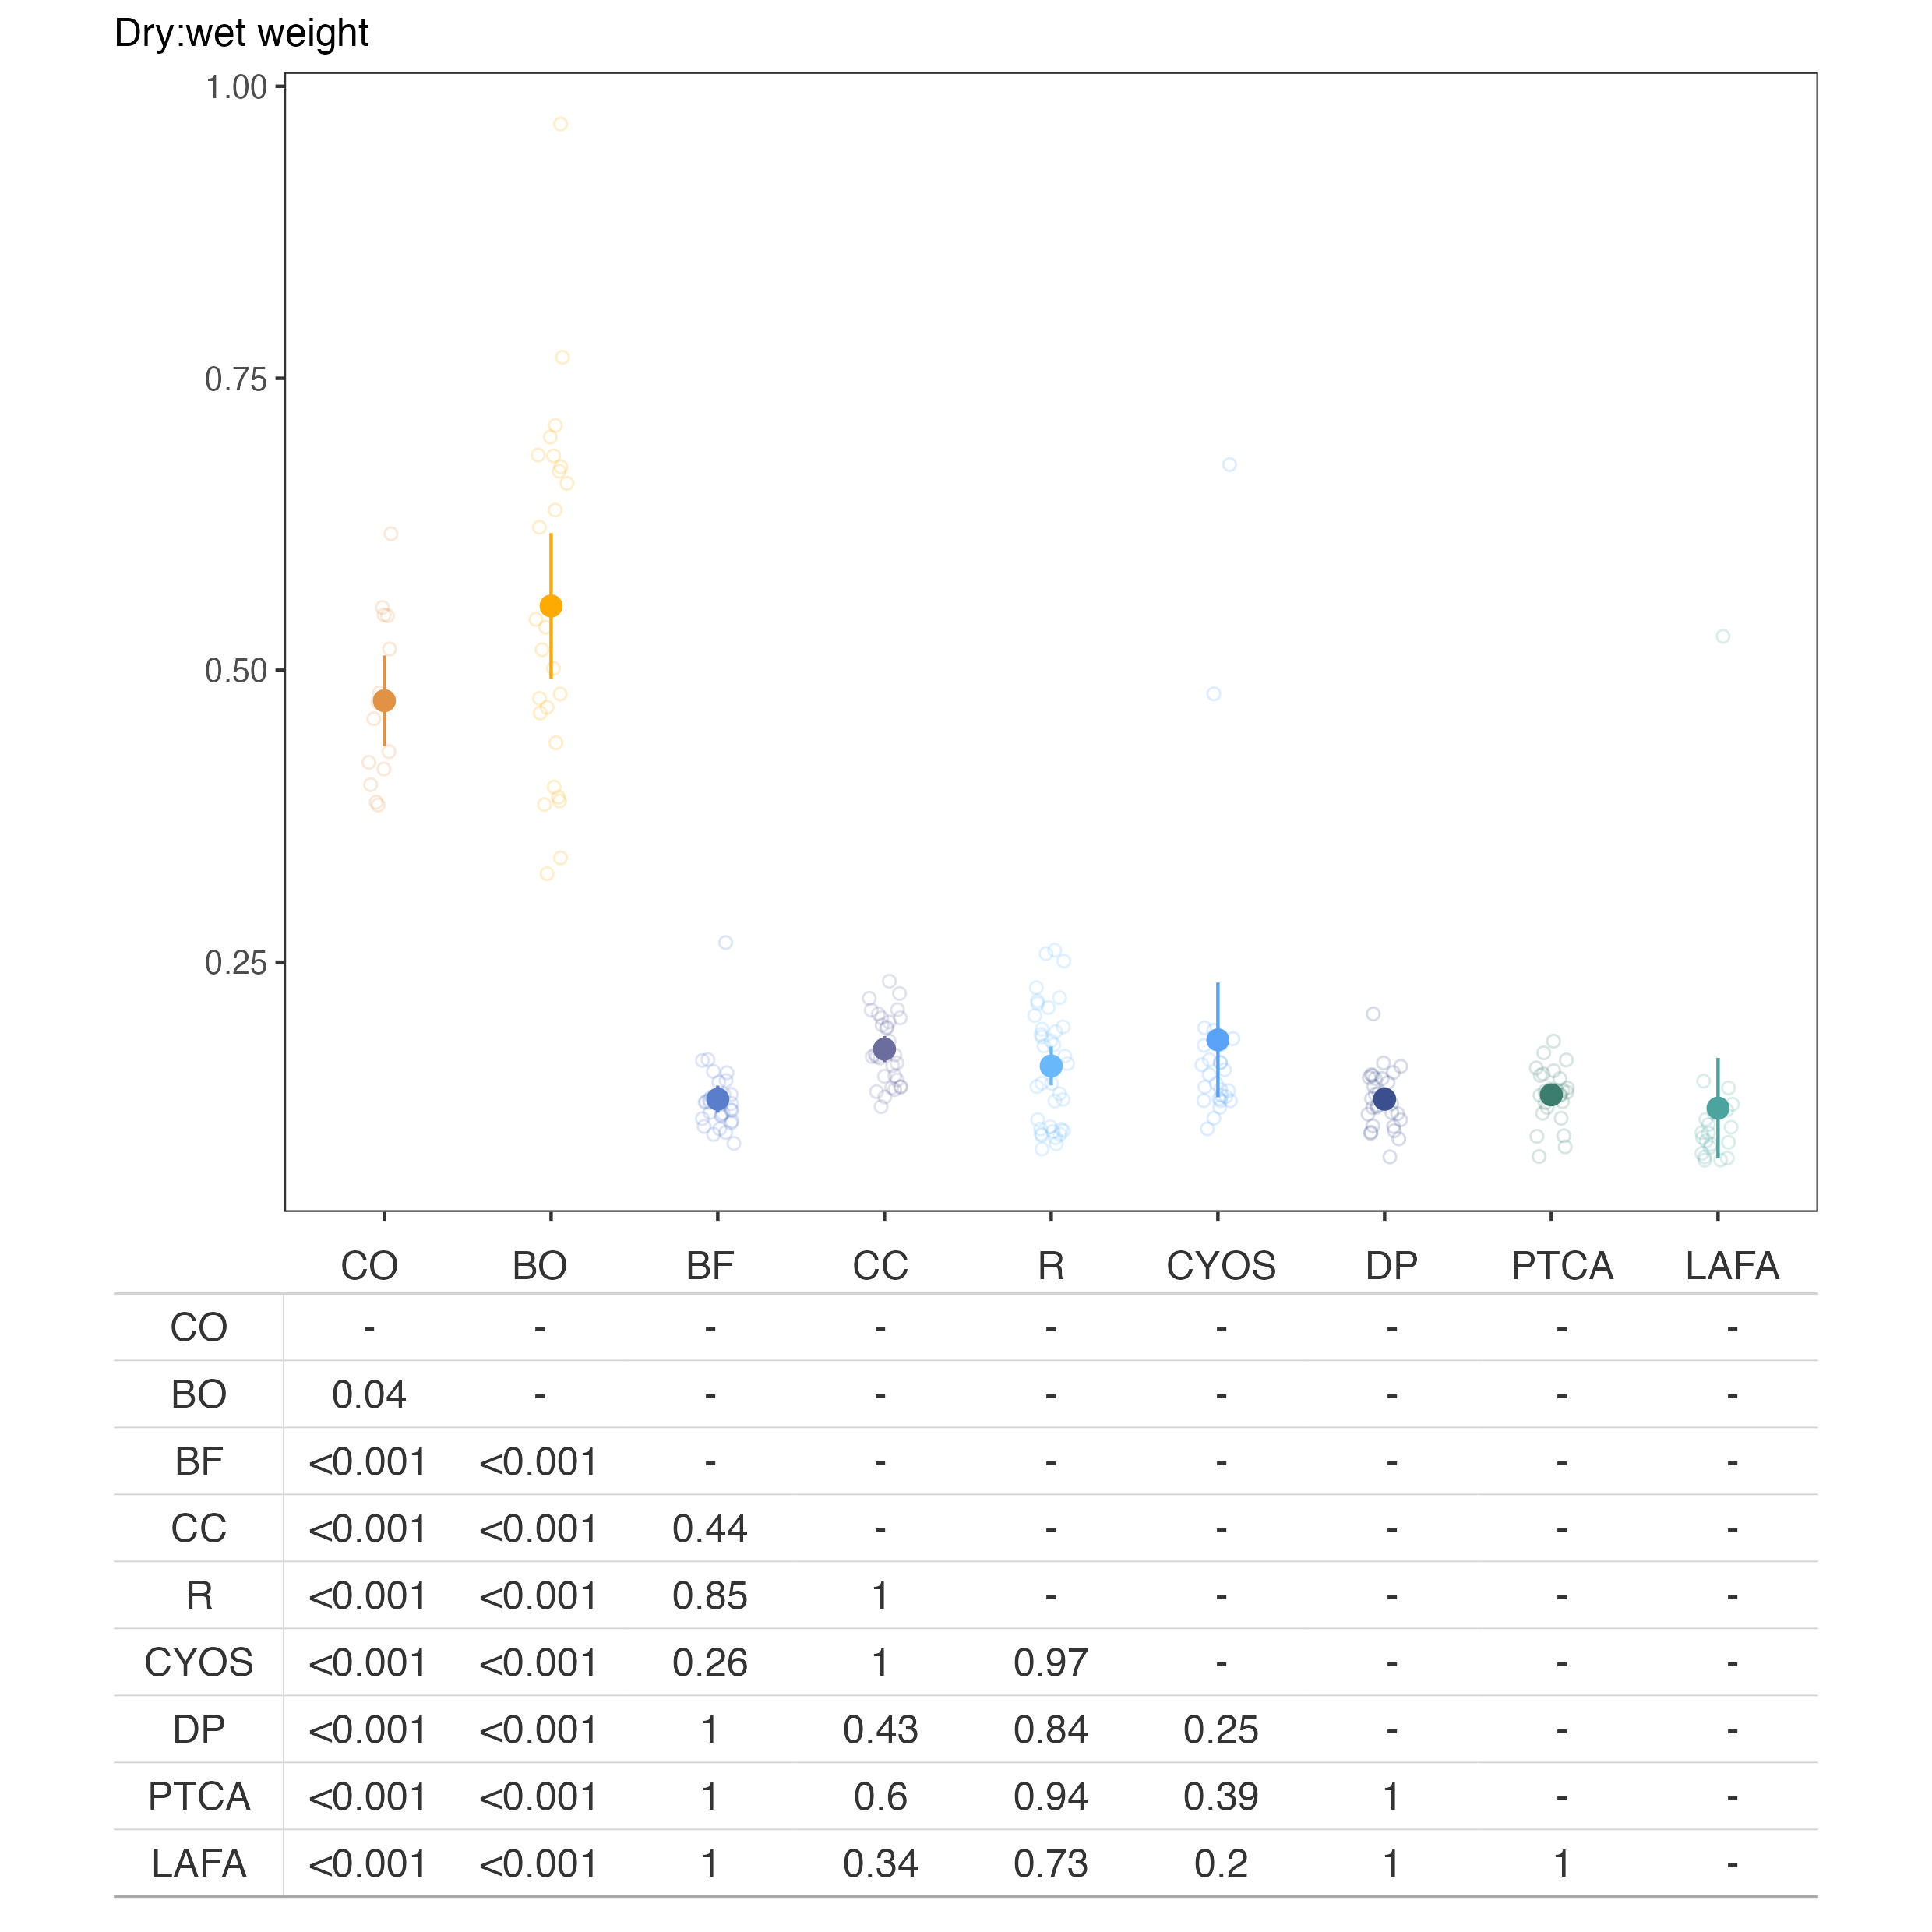 Dry:wet weight
1.00
0.75
0.50
0.25
CO BO BF CC R CYOS DP PTCA LAFA
CO - - - - - - - - -
BO 0.04 - - - - - - - -
BF <0.001 <0.001 - - - - - - -
CC <0.001 <0.001 0.44 - - - - - -
R <0.001 <0.001 0.85 1 - - - - -
CYOS <0.001 <0.001 0.26 1 0.97 - - - -
DP <0.001 <0.001 1 0.43 0.84 0.25 - - -
PTCA <0.001 <0.001 1 0.6 0.94 0.39 1 - -
LAFA <0.001 <0.001 1 0.34 0.73 0.2 1 1 -